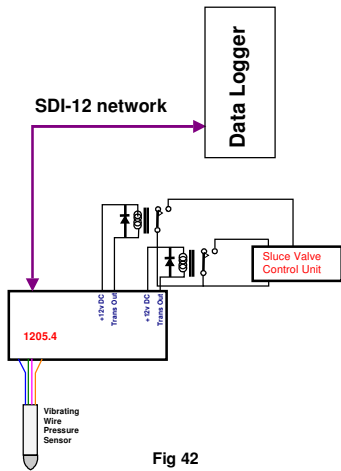 Data Logger
SDI-12 network
Sluce Valve
Control Unit
+12v DC
Trans Out
+12v DC
Trans Out
1205.4
Vibrating
Wire
Pressure
Sensor
Fig 42